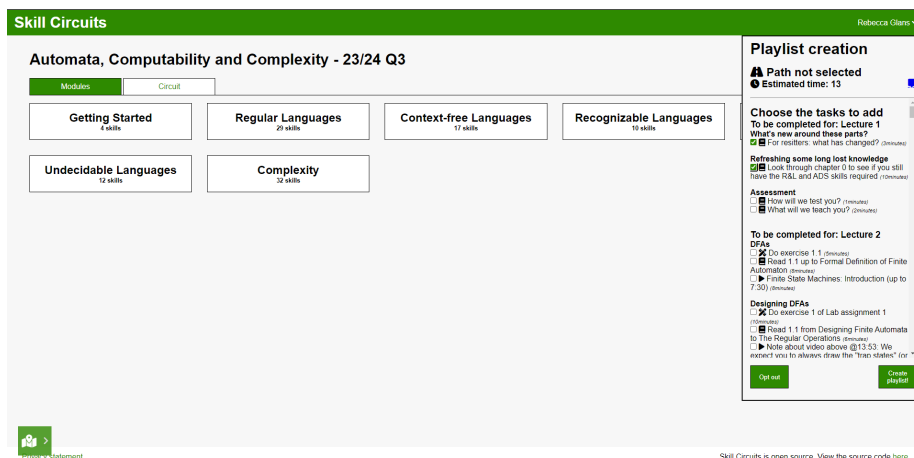 Skill Circuits
Rebecca Glans
Automata, Computability and Complexity - 23/24 Q3
Modules
Circuit
Getting Started
4 skills
Regular Languages
29 skills
Context-free Languages
17 skills
Recognizable Languages
10 skills
Undecidable Languages
12 skills
Complexity
32 skills
Playlist creation
Path not selected
Estimated time: 13
Choose the tasks to add
To be completed for: Lecture 1
What's new around these parts?
For resitters: what has changed? (3minutes)
Refreshing some long lost knowledge
Look through chapter 0 to see if you still
have the R&L and ADS skills required (10minutes)
Assessment
How will we test you? (1minutes)
What will we teach you? (2minutes)
To be completed for: Lecture 2
DFAs
Do exercise 1.1 (5minutes)
Read 1.1 up to Formal Definition of Finite
Automaton (6minutes)
Finite State Machines: Introduction (up to
7:30) (8minutes)
Designing DFAs
Do exercise 1 of Lab assignment 1
(10minutes)
Read 1.1 from Designing Finite Automata
to The Regular Operations (6minutes)
Note about video above @13:53: We
expect you to always draw the "trap states" (or
Opt out
Create
playlist!
statement
Skill Circuits is open source. View the source code here